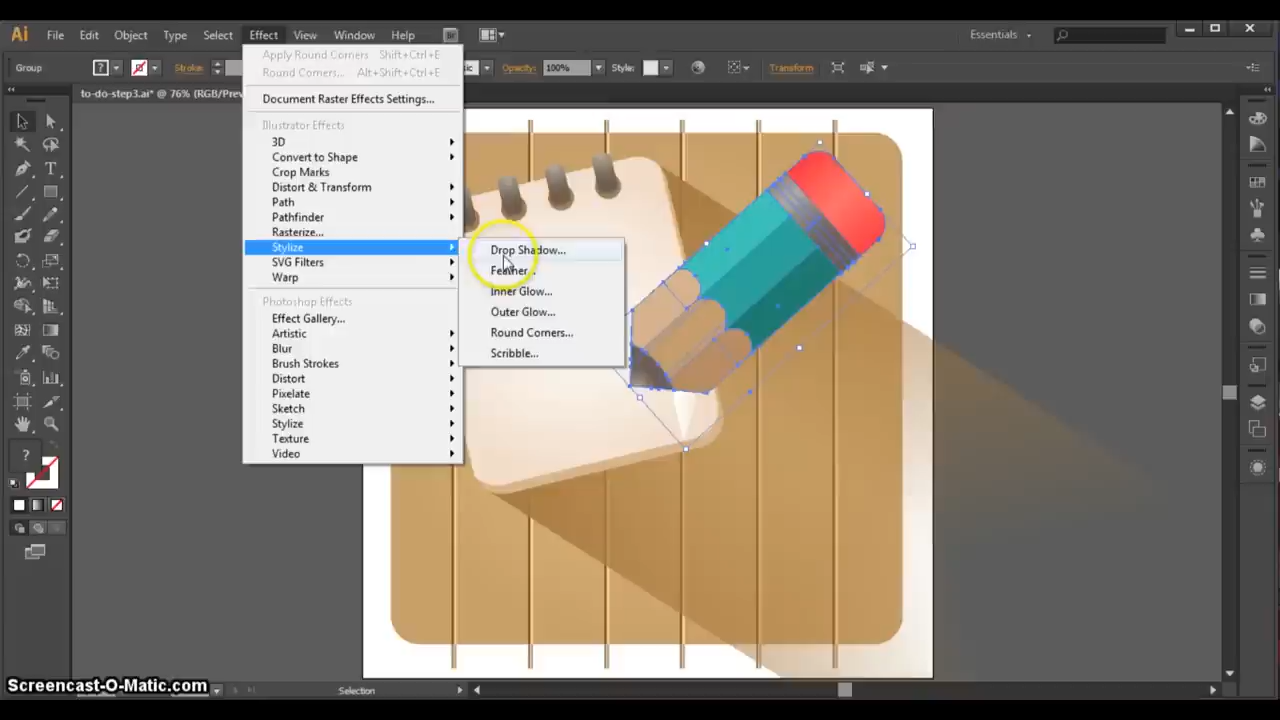 Ai File Edit Object Type Select Effect View Window Help Br Essentials
Group Stroke: Opacity: 100% Style: Transform
to-do-step3.ai* @ 76% (RGB/Pre
Apply Round Corners Shift+Ctrl+E
Round Corners... Alt+Shift+Ctrl+E
Document Raster Effects Settings...
Illustrator Effects
3D
Convert to Shape
Crop Marks
Distort & Transform
Path
Pathfinder
Rasterize...
Stylize
SVG Filters
Warp
Photoshop Effects
Effect Gallery...
Artistic
Blur
Brush Strokes
Distort
Pixelate
Sketch
Stylize
Texture
Video
Drop Shadow...
Feather...
Inner Glow...
Outer Glow...
Round Corners...
Scribble...
?
Screencast-O-Matic.com
Selection